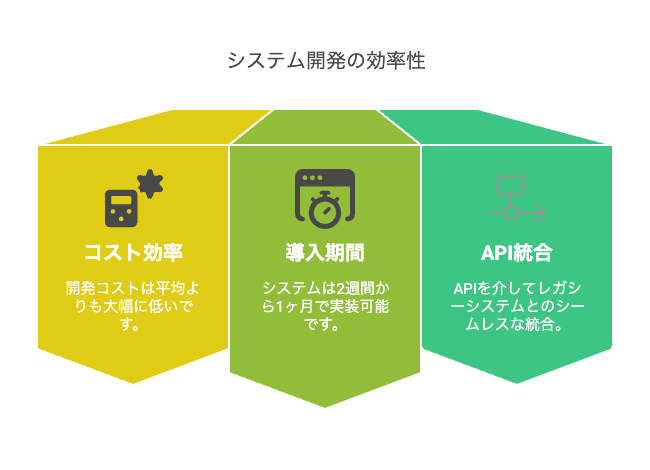 システム開発の効率性
コスト効率
開発コストは平均よ
りも大幅に低いで
す。
導入期間
システムは2週間か
ら1ヶ月で実装可能
です。
API統合
APIを介してレガシ
ーシステムとのシー
ムレスな統合。